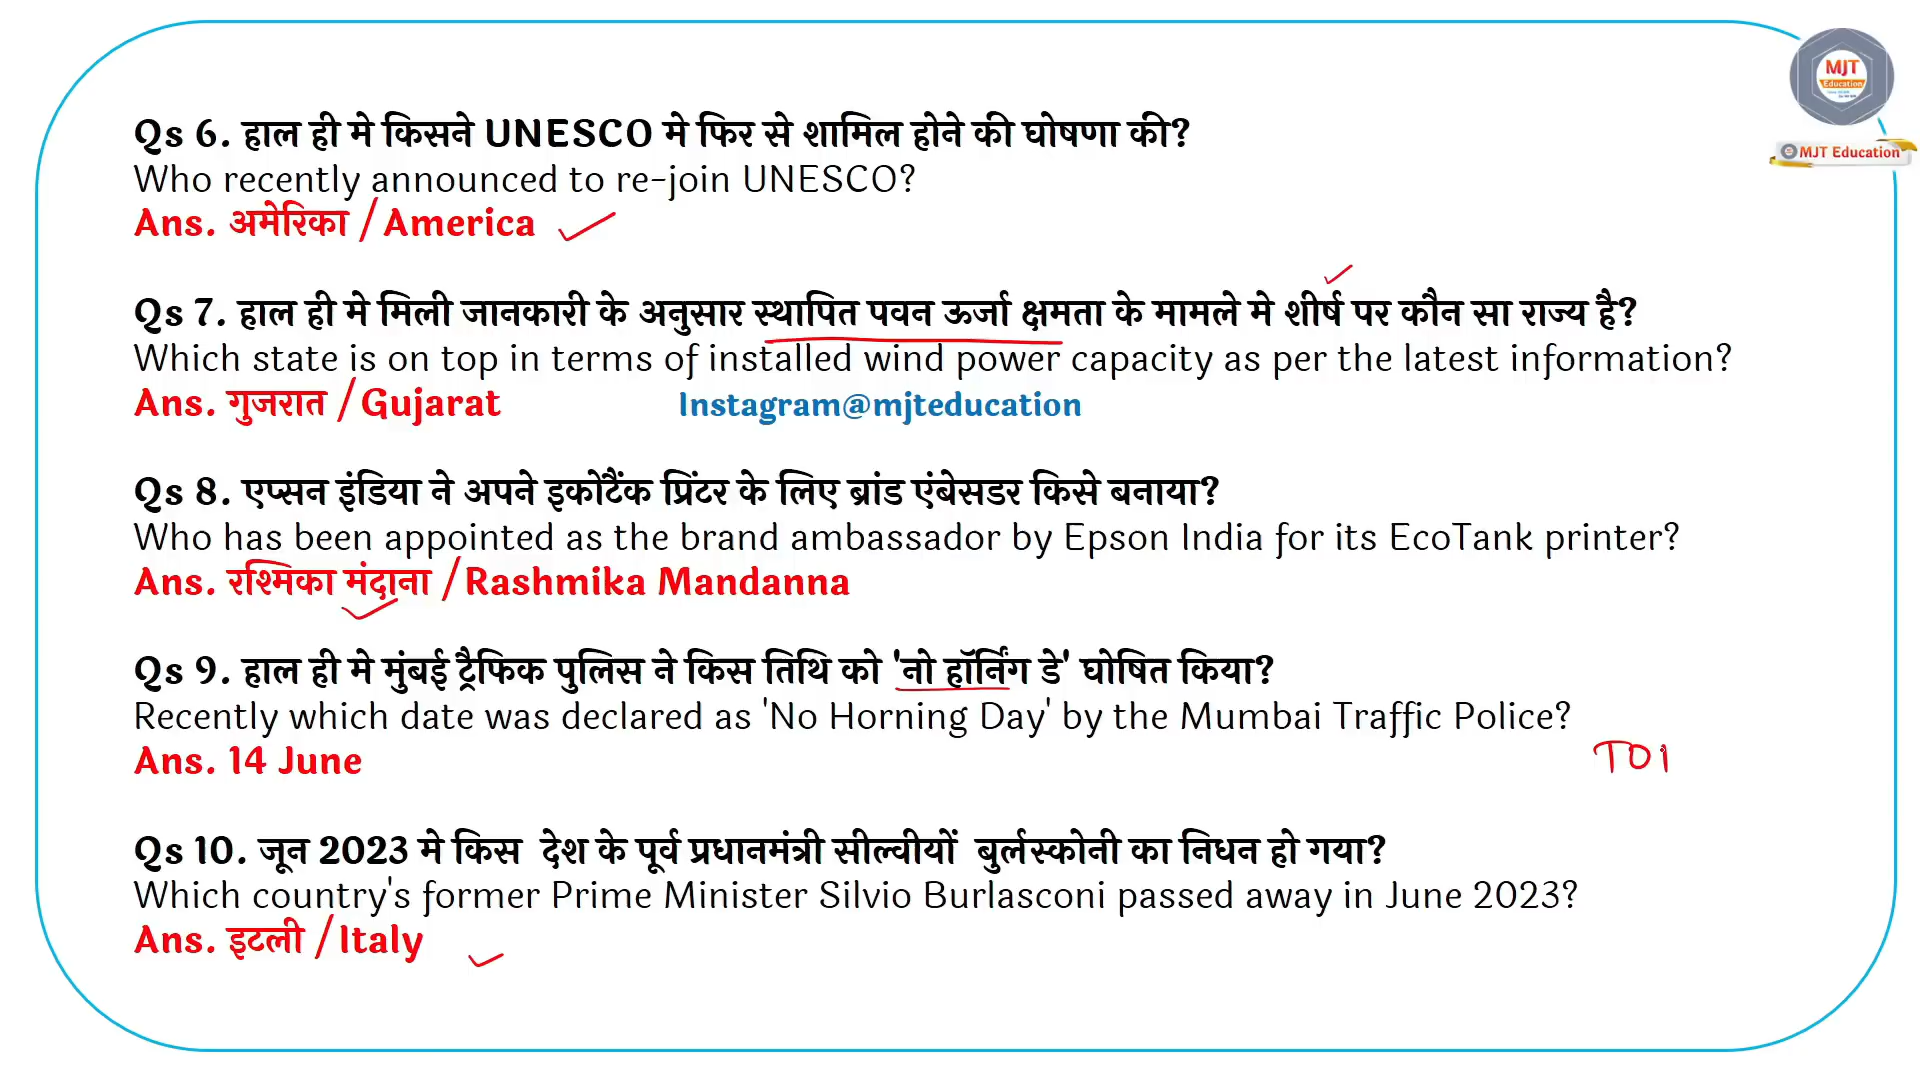 MJT
Education
MJT Education
Qs 6. हाल ही मे किसने UNESCO मे फिर से शामिल होने की घोषणा की?
Who recently announced to re-join UNESCO?
Ans. अमेरिका /America
Qs 7. हाल ही मे मिली जानकारी के अनुसार स्थापित पवन ऊर्जा क्षमता के मामले मे शीर्ष पर कौन सा राज्य है?
Which state is on top in terms of installed wind power capacity as per the latest information?
Ans. गुजरात /Gujarat
Instagram@mjteducation
Qs 8. एप्सन इंडिया ने अपने इकोटैंक प्रिंटर के लिए ब्रांड एंबेसडर किसे बनाया?
Who has been appointed as the brand ambassador by Epson India for its EcoTank printer?
Ans. रश्मिका मंदाना /Rashmika Mandanna
Qs 9. हाल ही मे मुंबई ट्रैफिक पुलिस ने किस तिथि को 'नो हॉर्निंग डे' घोषित किया?
Recently which date was declared as 'No Horning Day' by the Mumbai Traffic Police?
Ans. 14 June
TOI
Qs 10. जून 2023 मे किस देश के पूर्व प्रधानमंत्री सील्वीयों बुर्लस्कोनी का निधन हो गया?
Which country's former Prime Minister Silvio Burlasconi passed away in June 2023?
Ans. इटली /Italy